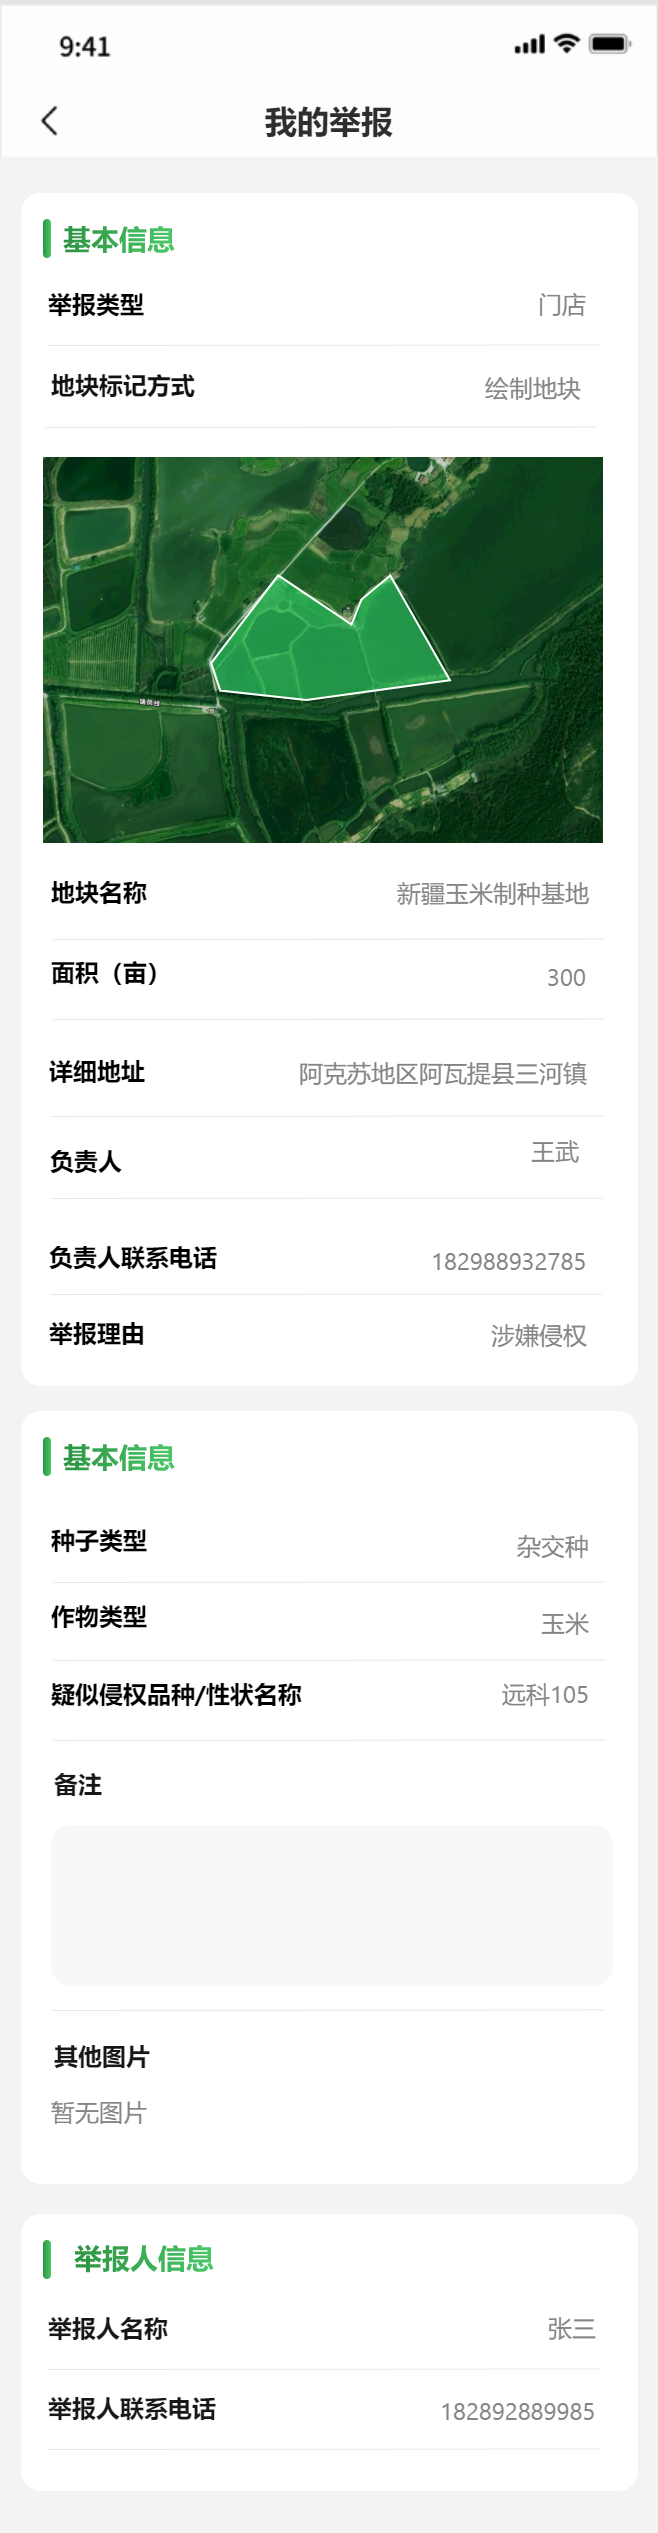 9:41
我的举报
基本信息
举报类型 门店
地块标记方式 绘制地块
地块名称 新疆玉米制种基地
面积（亩） 300
详细地址 阿克苏地区阿瓦提县三河镇
负责人 王武
负责人联系电话 182988932785
举报理由 涉嫌侵权
基本信息
种子类型 杂交种
作物类型 玉米
疑似侵权品种/性状名称 远科105
备注
其他图片
暂无图片
举报人信息
举报人名称 张三
举报人联系电话 182892889985